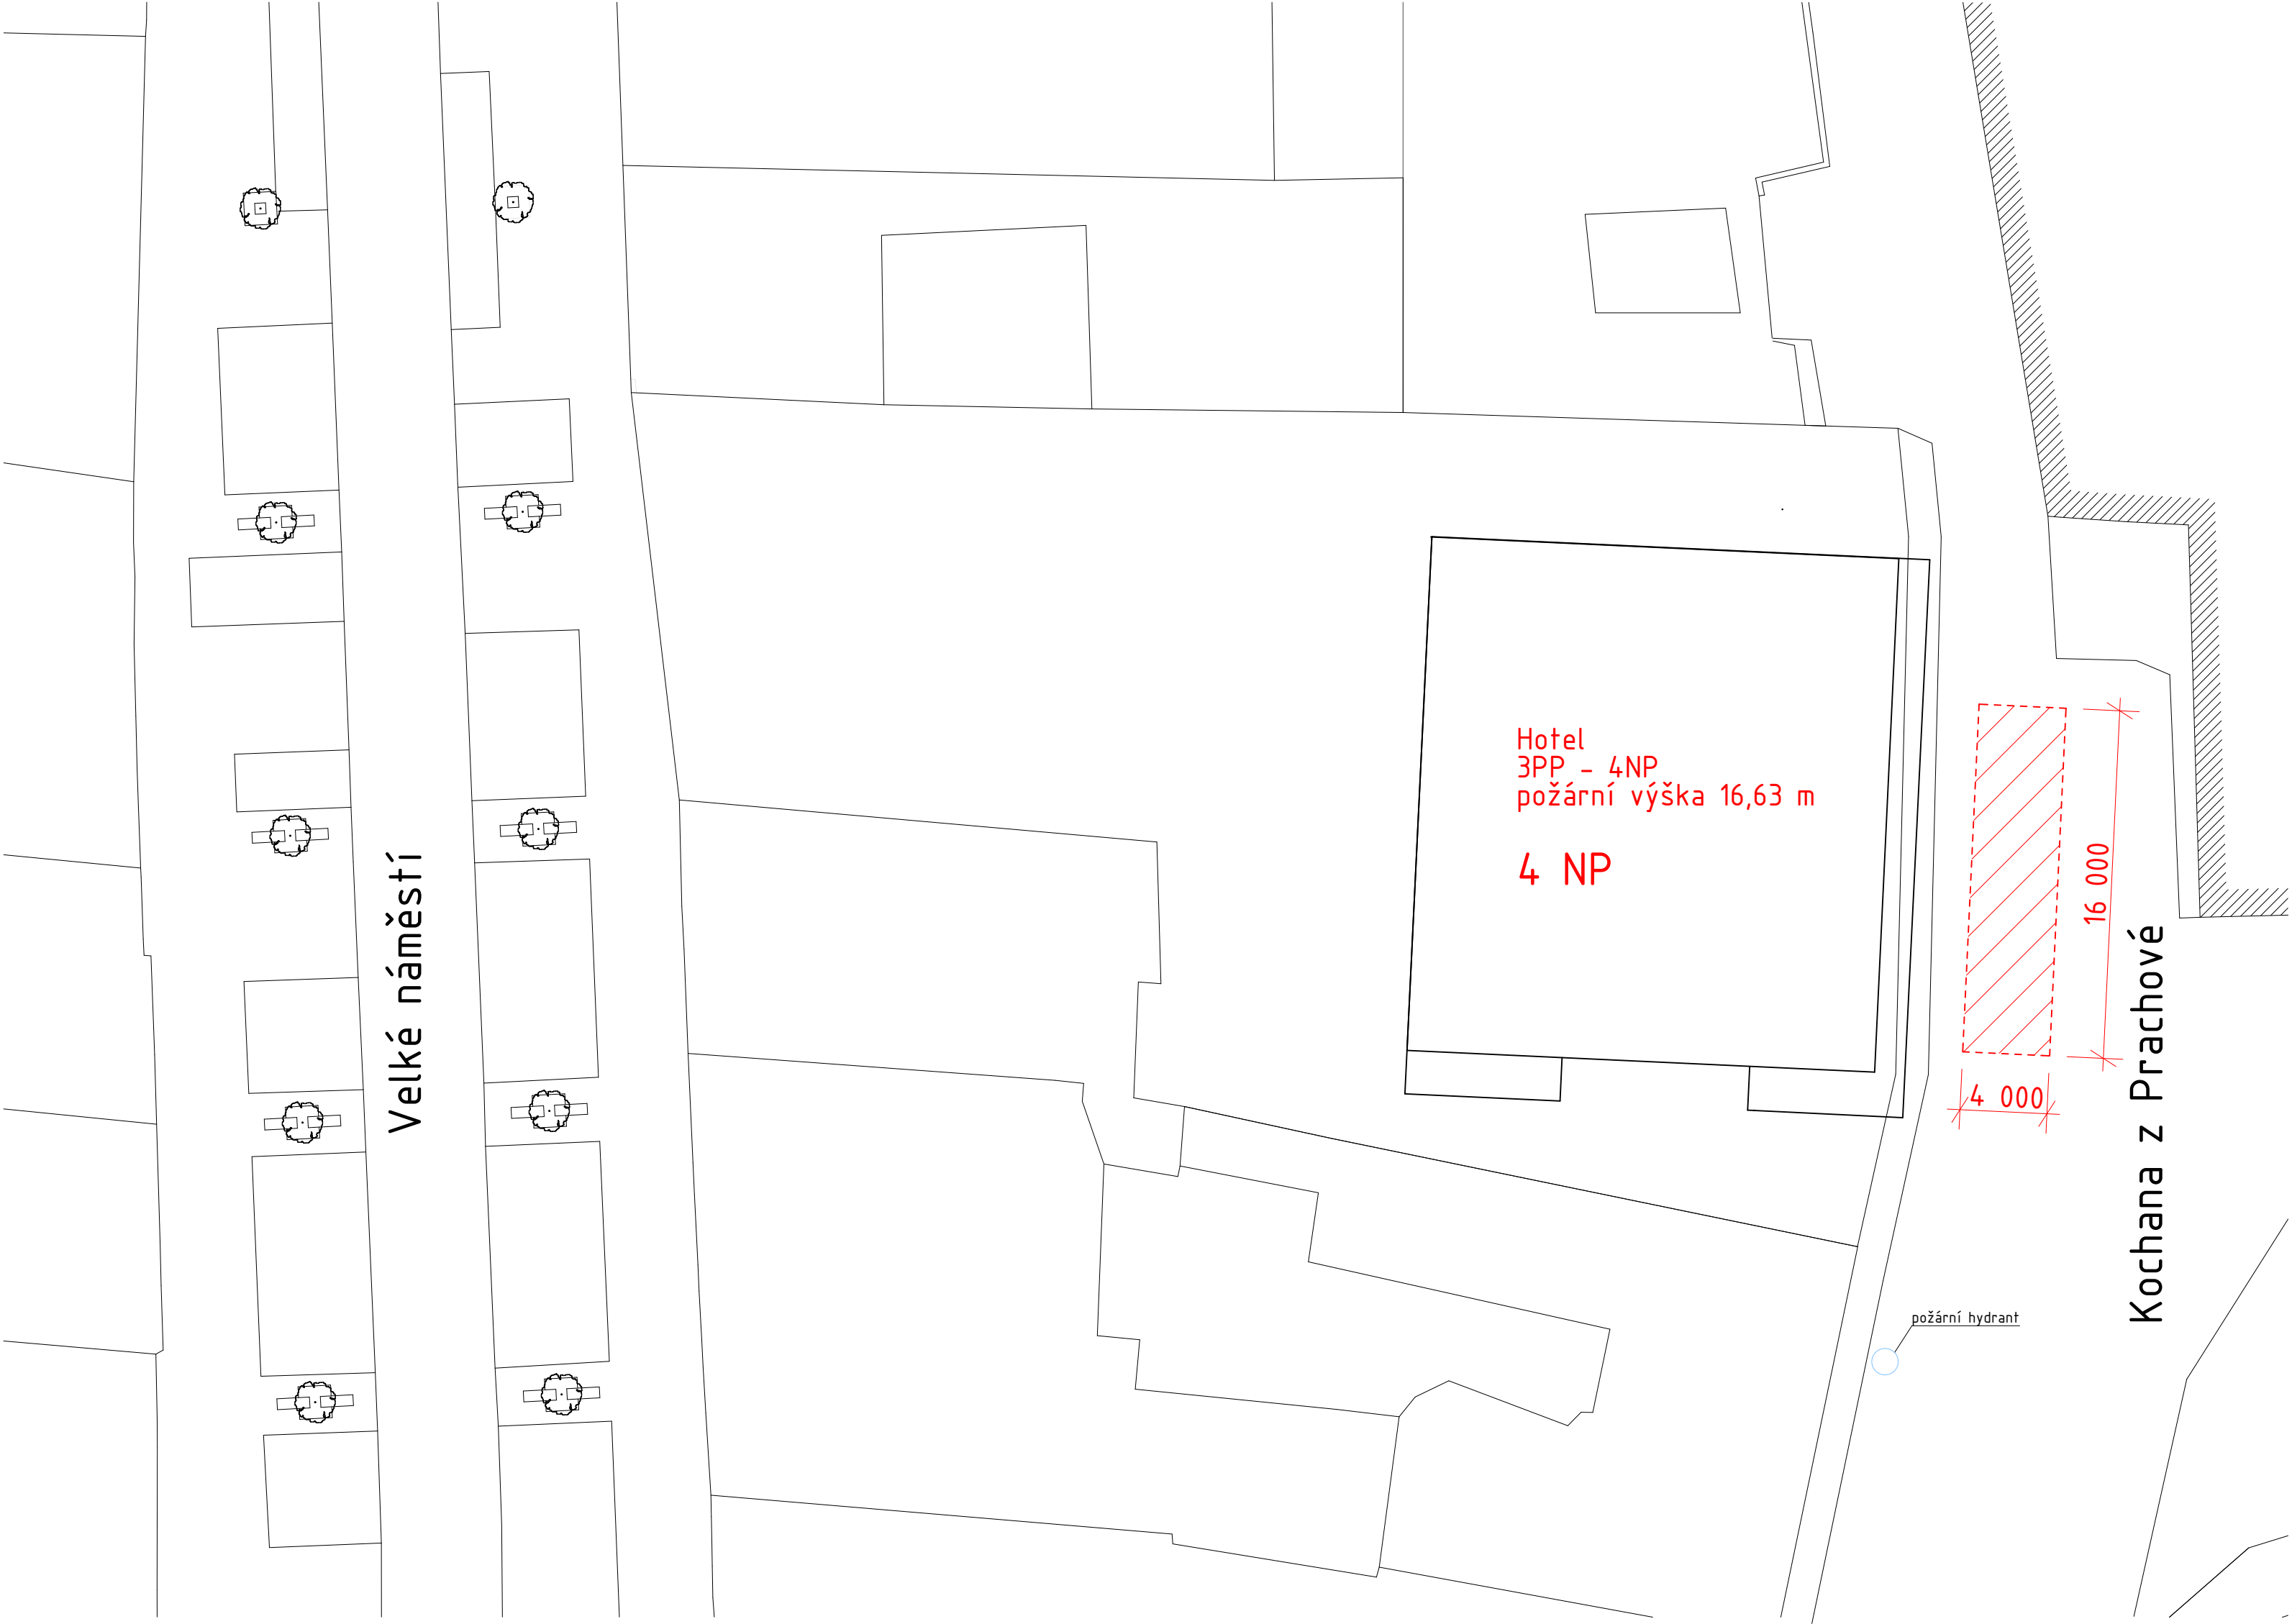 Velké náměstí
Hotel
3PP - 4NP
požární výška 16,63 m
4 NP
16 000
4 000
Kochana z Prachové
požární hydrant